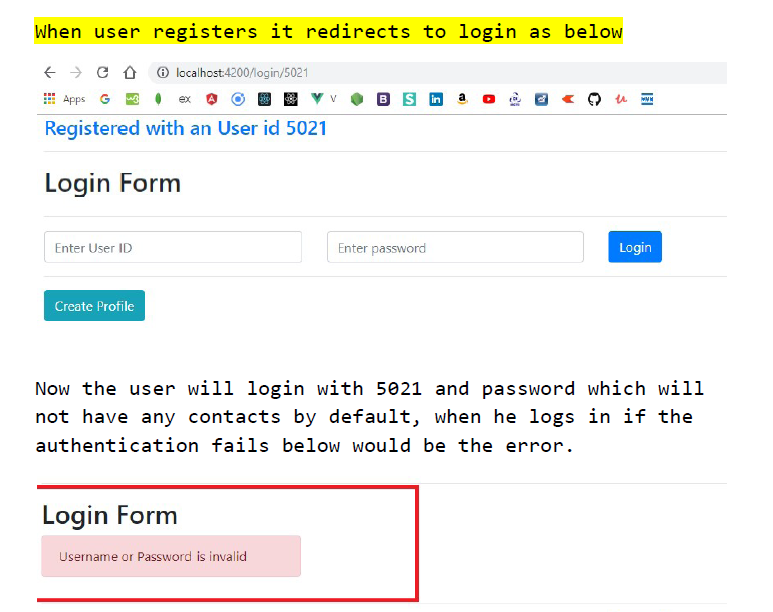 When user registers it redirects to login as below
localhost:4200/login/5021
Apps G w3 ex A B S in a V
Registered with an User id 5021
Login Form
Enter User ID Enter password Login
Create Profile
Now the user will login with 5021 and password which will
not have any contacts by default, when he logs in if the
authentication fails below would be the error.
Login Form
Username or Password is invalid